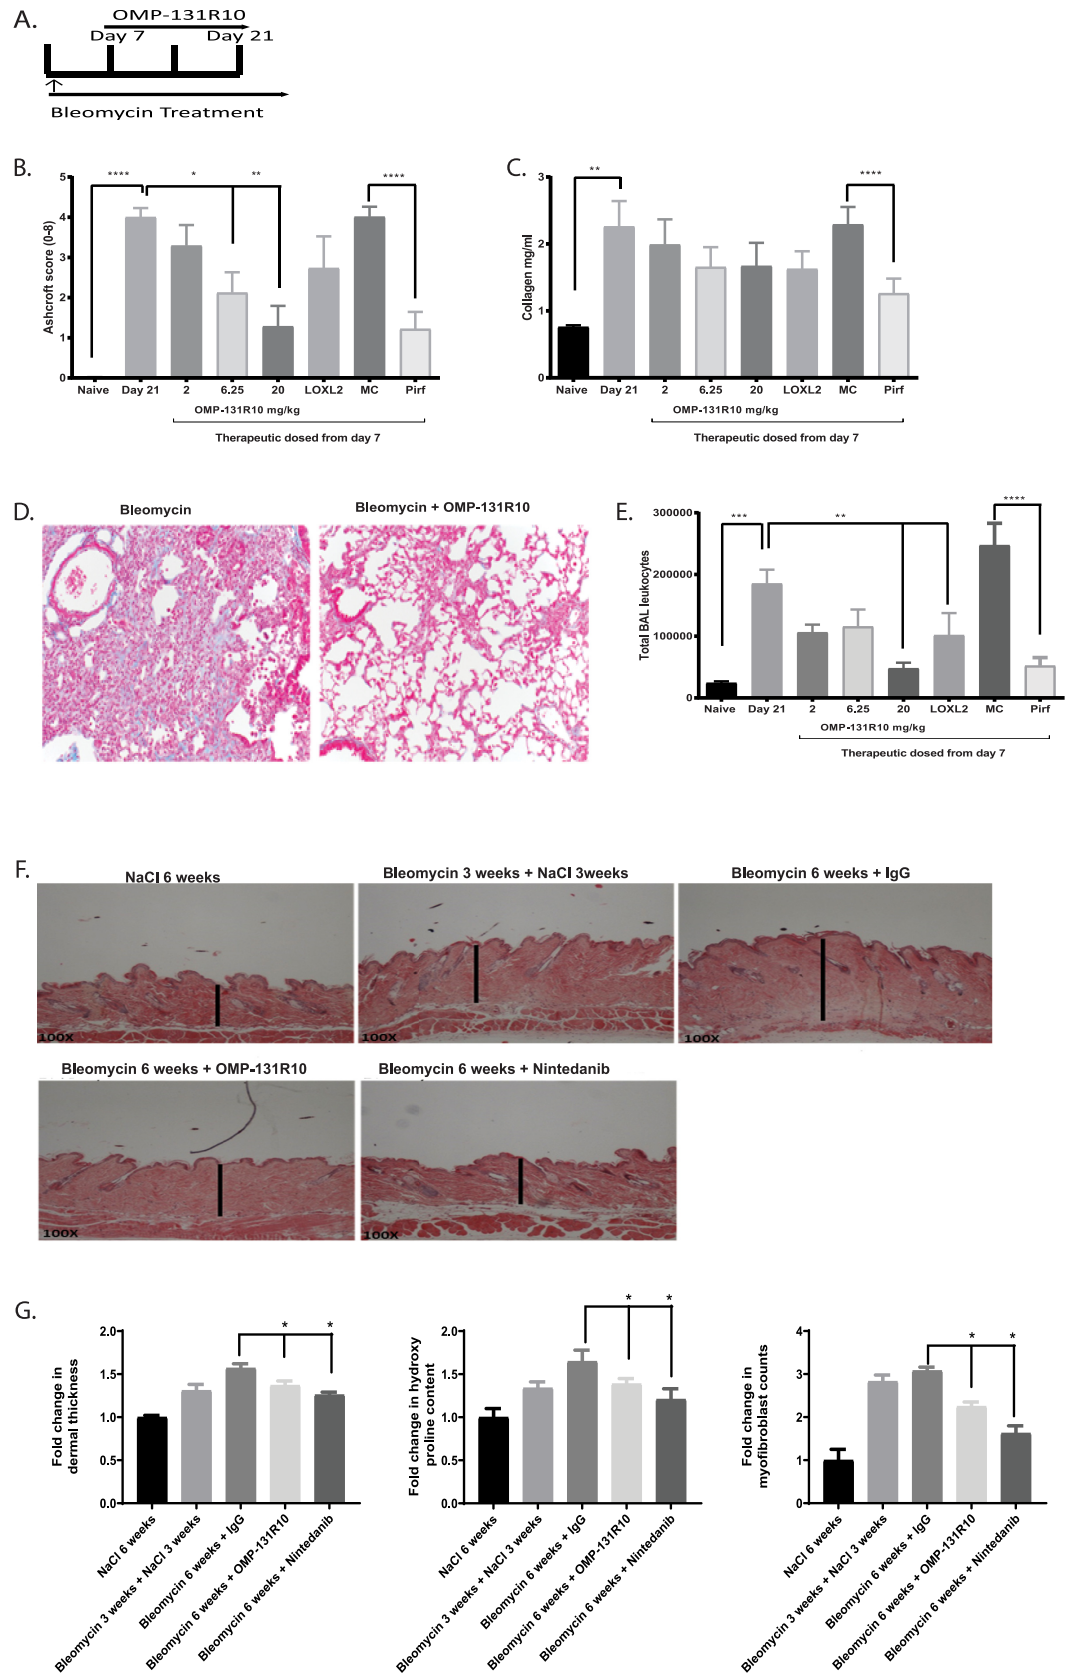 A.
OMP-131R10
Day 7 Day 21
Bleomycin Treatment
B.
Ashcroft score (0-8)
5
4
3
2
1
0
**** * ** ****
Naive Day 21 2 6.25 20 LOXL2 MC Pirf
OMP-131R10 mg/kg
Therapeutic dosed from day 7
C.
Collagen mg/ml
3
2
1
0
** ****
Naive Day 21 2 6.25 20 LOXL2 MC Pirf
OMP-131R10 mg/kg
Therapeutic dosed from day 7
D.
Bleomycin
Bleomycin + OMP-131R10
E.
Total BAL leukocytes
300000
200000
100000
0
*** ** ****
Naive Day 21 2 6.25 20 LOXL2 MC Pirf
OMP-131R10 mg/kg
Therapeutic dosed from day 7
F.
NaCl 6 weeks
100X
Bleomycin 3 weeks + NaCl 3weeks
100X
Bleomycin 6 weeks + IgG
100X
Bleomycin 6 weeks + OMP-131R10
100X
Bleomycin 6 weeks + Nintedanib
100X
G.
Fold change in
dermal thickness
2.0
1.5
1.0
0.5
0.0
* *
NaCl 6 weeks
Bleomycin 3 weeks + NaCl 3 weeks
Bleomycin 6 weeks + IgG
Bleomycin 6 weeks + OMP-131R10
Bleomycin 6 weeks + Nintedanib
Fold change in hydroxy
proline content
2.0
1.5
1.0
0.5
0.0
* *
NaCl 6 weeks
Bleomycin 3 weeks + NaCl 3 weeks
Bleomycin 6 weeks + IgG
Bleomycin 6 weeks + OMP-131R10
Bleomycin 6 weeks + Nintedanib
Fold change in
myofibroblast counts
4
3
2
1
0
* *
NaCl 6 weeks
Bleomycin 3 weeks + NaCl 3 weeks
Bleomycin 6 weeks + IgG
Bleomycin 6 weeks + OMP-131R10
Bleomycin 6 weeks + Nintedanib